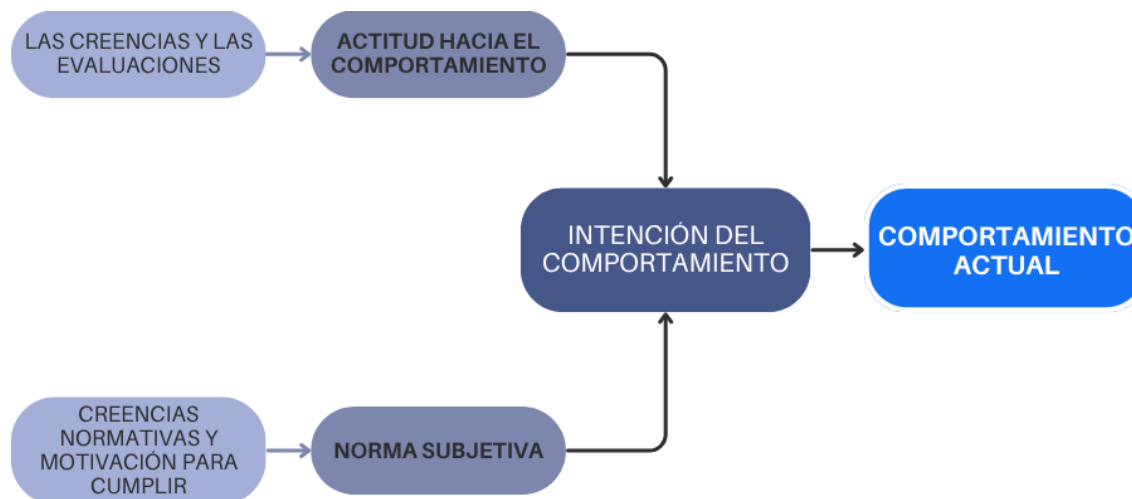 LAS CREENCIAS Y LAS
EVALUACIONES
ACTITUD HACIA EL
COMPORTAMIENTO
INTENCIÓN DEL
COMPORTAMIENTO
COMPORTAMIENTO
ACTUAL
CREENCIAS
NORMATIVAS Y
MOTIVACIÓN PARA
CUMPLIR
NORMA SUBJETIVA